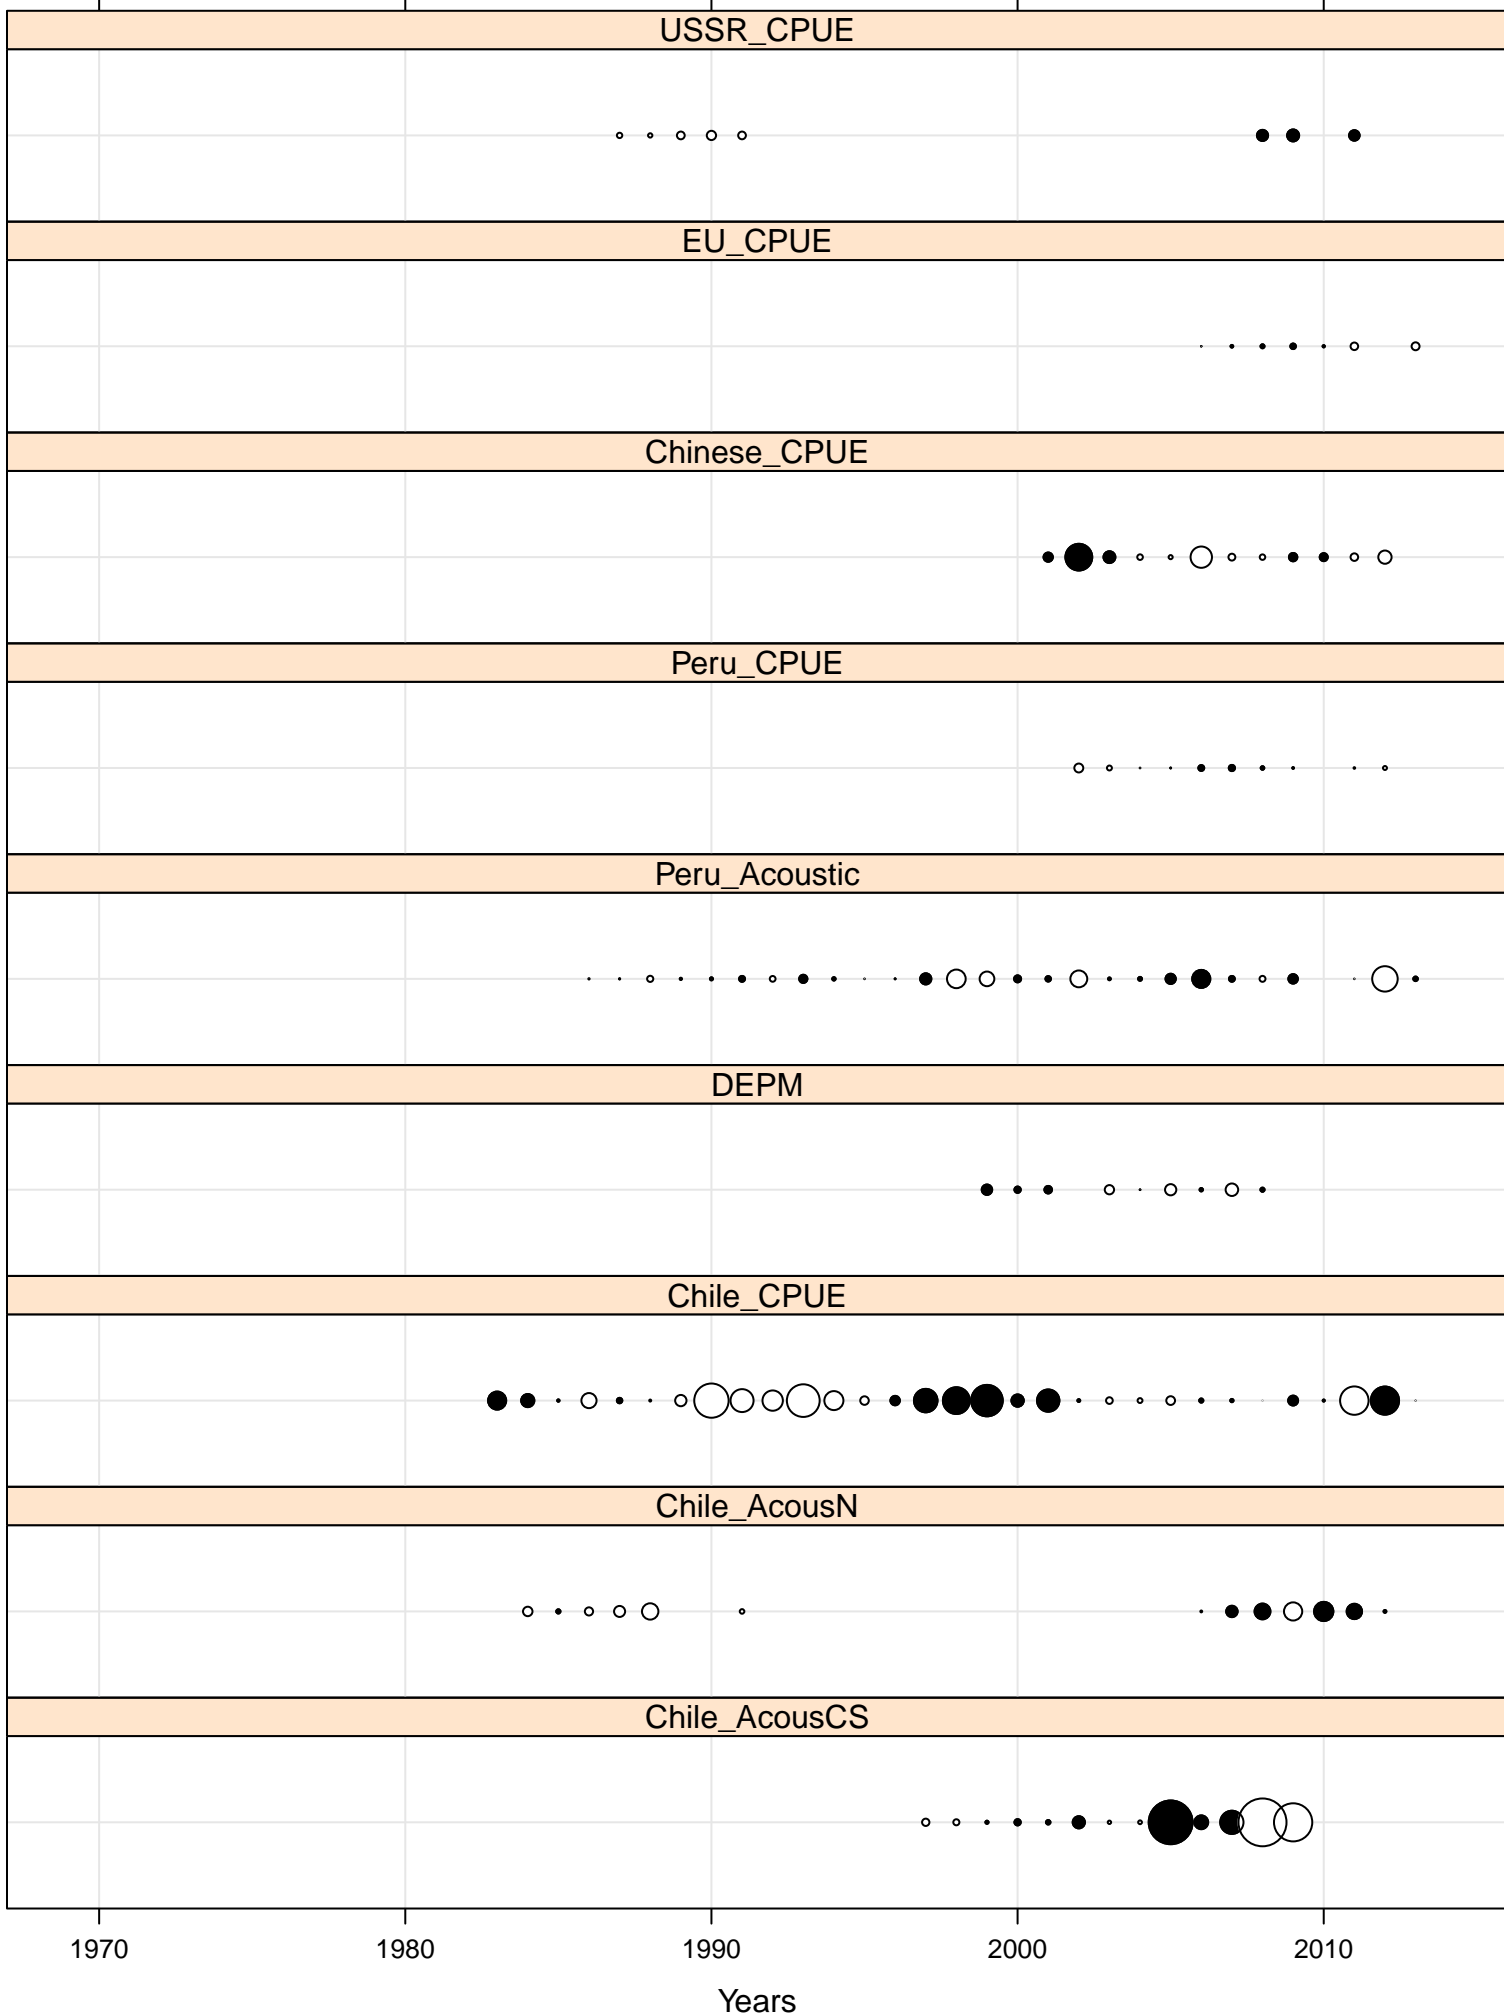 USSR_CPUE
EU_CPUE
Chinese_CPUE
Peru_CPUE
Peru_Acoustic
DEPM
Chile_CPUE
Chile_AcousN
Chile_AcousCS
1970 1980 1990 2000 2010
Years